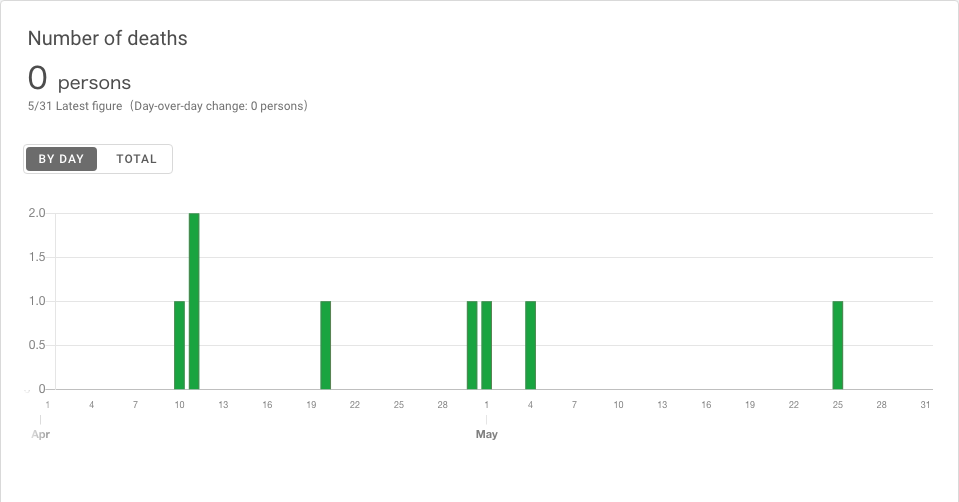 Number of deaths
0 persons
5/31 Latest figure（Day-over-day change: 0 persons）
BY DAY TOTAL
2.0
1.5
1.0
0.5
0
1 4 7 10 13 16 19 22 25 28 1 4 7 10 13 16 19 22 25 28 31
Apr May